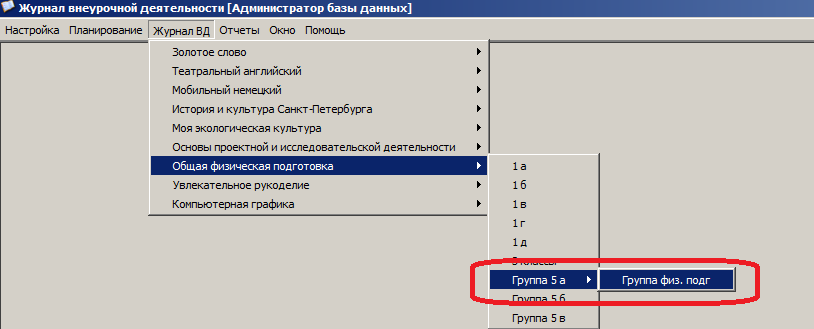 Журнал внеурочной деятельности [Администратор базы данных]
Настройка Планирование Журнал ВД Отчеты Окно Помощь
Золотое слово
Театральный английский
Мобильный немецкий
История и культура Санкт-Петербурга
Моя экологическая культура
Основы проектной и исследовательской деятельности
Общая физическая подготовка
Увлекательное рукоделие
Компьютерная графика
1 а
1 б
1 в
1 г
1 д
5 классы
Группа 5 а
Группа физ. подг
Группа 5 б
Группа 5 в